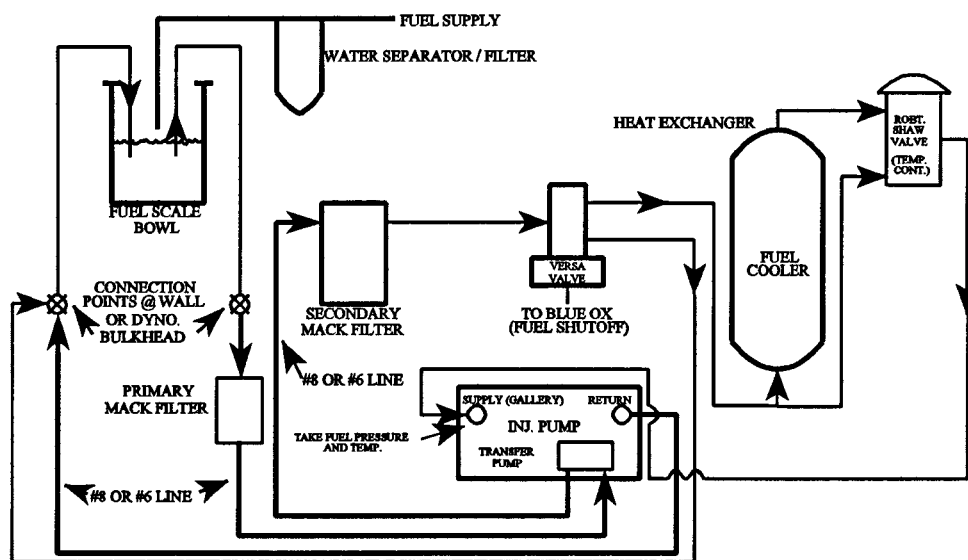 FUEL SUPPLY
WATER SEPARATOR / FILTER
FUEL SCALE
BOWL
HEAT EXCHANGER
ROBT.
SHAW
VALVE
(TEMP.
CONT.)
FUEL
COOLER
VERSA
VALVE
TO BLUE OX
(FUEL SHUTOFF)
SECONDARY
MACK FILTER
CONNECTION
POINTS @ WALL
OR DYNO.
BULKHEAD
#8 OR #6 LINE
PRIMARY
MACK FILTER
SUPPLY (GALLERY)
RETURN
INJ. PUMP
TAKE FUEL PRESSURE
AND TEMP.
TRANSFER
PUMP
#8 OR #6 LINE